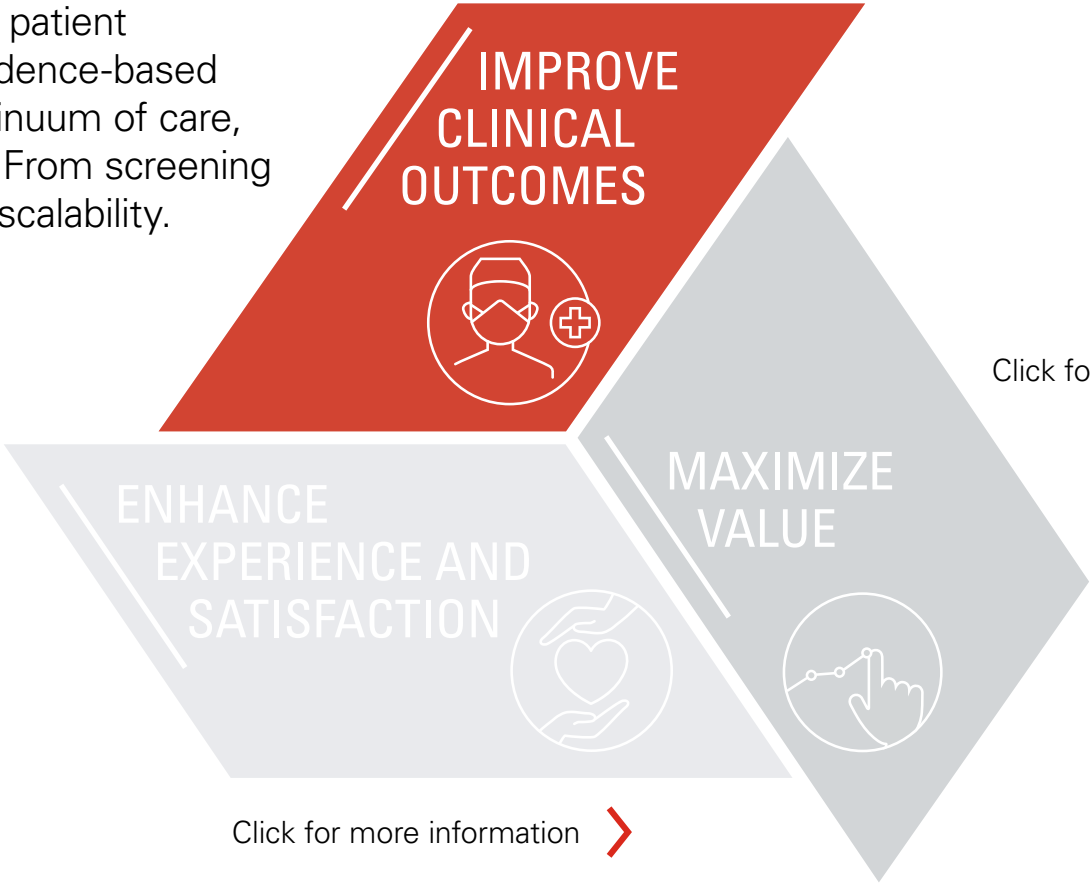 patient
dence-based
inuum of care,
From screening
scalability.
IMPROVE
CLINICAL
OUTCOMES
Click fo
MAXIMIZE
VALUE
ENHANCE
EXPERIENCE AND
SATISFACTION
Click for more information